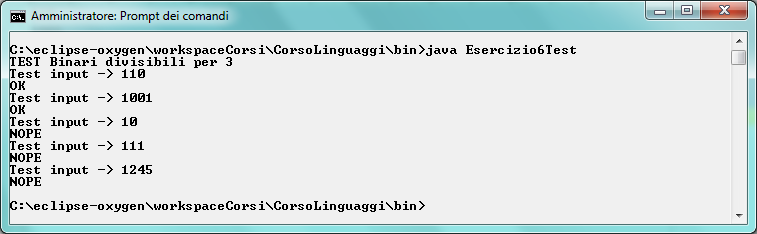 Amministratore: Prompt dei comandi
C:\eclipse-oxygen\workspaceCorsi\CorsoLinguaggi\bin>java Esercizio6Test
TEST Binari divisibili per 3
Test input -> 110
OK
Test input -> 1001
OK
Test input -> 10
NOPE
Test input -> 111
NOPE
Test input -> 1245
NOPE
C:\eclipse-oxygen\workspaceCorsi\CorsoLinguaggi\bin>